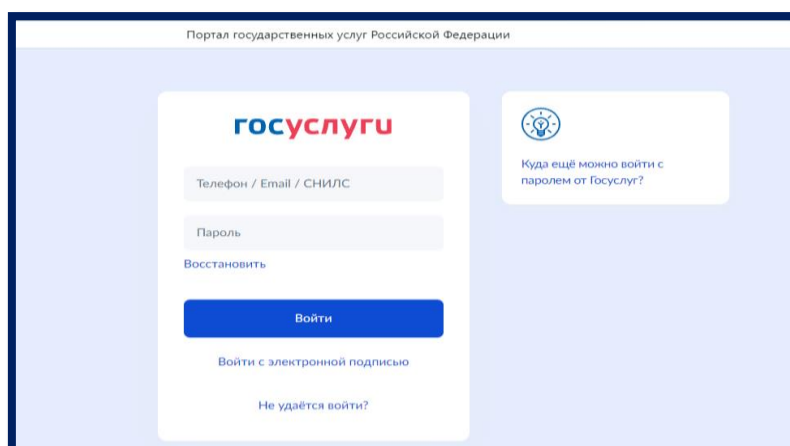 Портал государственных услуг Российской Федерации
госуслуги
Телефон / Email / СНИЛС
Пароль
Восстановить
Войти
Войти с электронной подписью
Не удаётся войти?
Куда ещё можно войти с
паролем от Госуслуг?